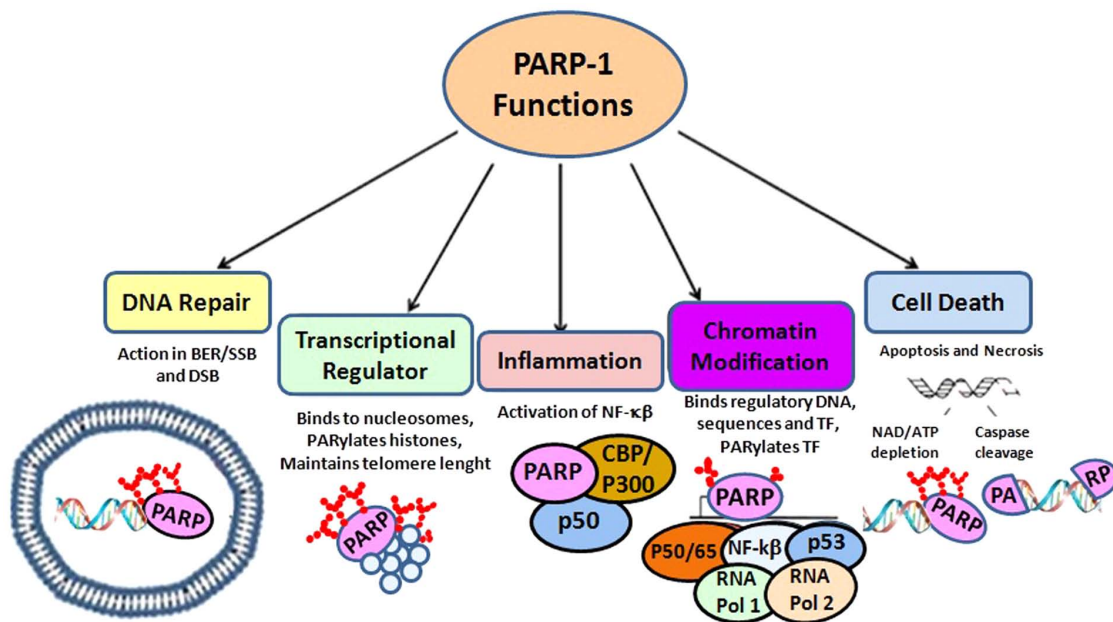 PARP-1
Functions
DNA Repair
Action in BER/SSB
and DSB
PARP
Transcriptional
Regulator
Binds to nucleosomes,
PARylates histones,
Maintains telomere lenght
PARP
Inflammation
Activation of NF-κβ
PARP
CBP/
P300
p50
Chromatin
Modification
Binds regulatory DNA,
sequences and TF,
PARylates TF
PARP
P50/65
NF-kβ
p53
RNA
Pol 1
RNA
Pol 2
Cell Death
Apoptosis and Necrosis
NAD/ATP
depletion
Caspase
cleavage
PARP
PA
RP